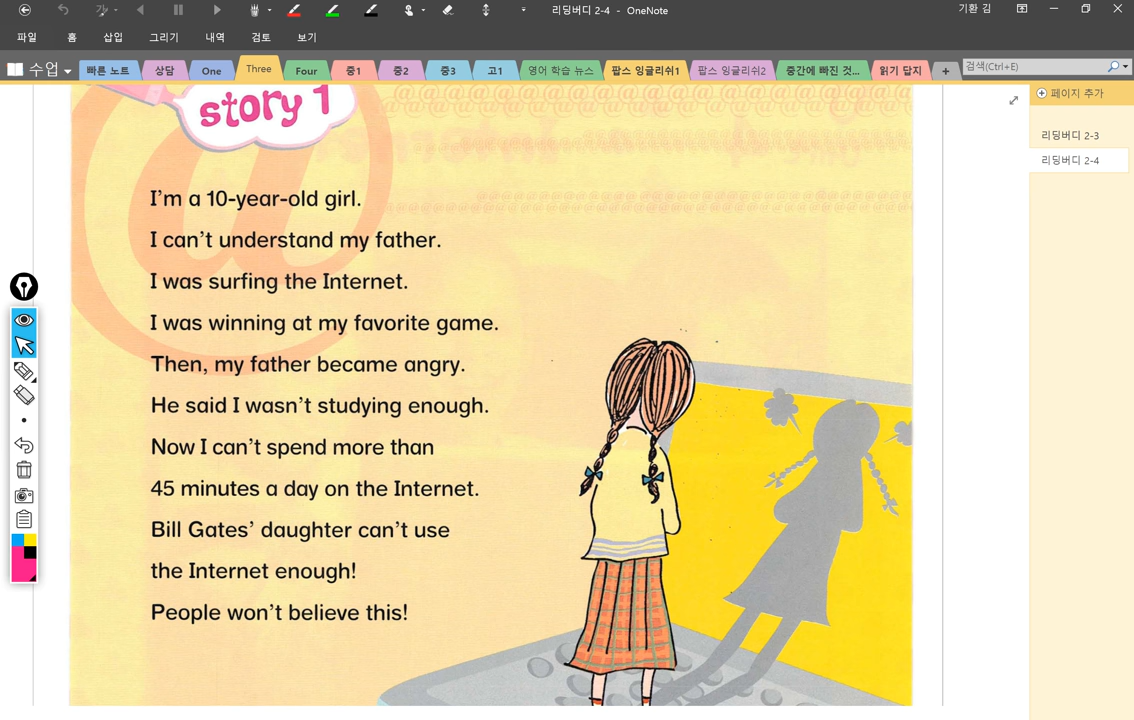 리딩버디 2-4 - OneNote
기환 김
파일 홈 삽입 그리기 내역 검토 보기
수업 빠른 노트 상담 One Three Four 중1 중2 중3 고1 영어 학습 뉴스 팝스 잉글리쉬1 팝스 잉글리쉬2 중간에 빠진 것... 읽기 답지 + 검색(Ctrl+E)
페이지 추가
리딩버디 2-3
리딩버디 2-4
story 1
I'm a 10-year-old girl.
I can't understand my father.
I was surfing the Internet.
I was winning at my favorite game.
Then, my father became angry.
He said I wasn't studying enough.
Now I can't spend more than
45 minutes a day on the Internet.
Bill Gates' daughter can't use
the Internet enough!
People won't believe this!